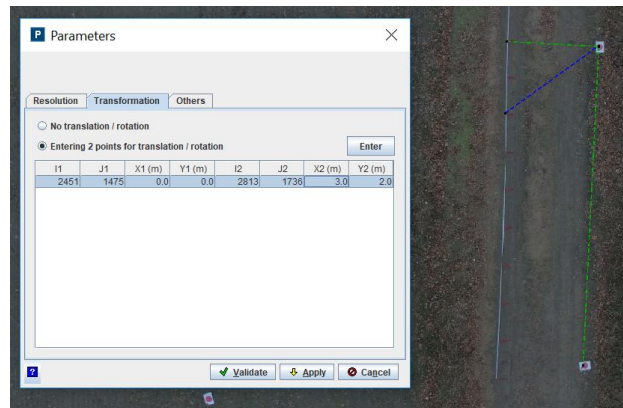 P Parameters
Resolution Transformation Others
No translation / rotation
Entering 2 points for translation / rotation Enter
I1 J1 X1 (m) Y1 (m) I2 J2 X2 (m) Y2 (m)
2451 1475 0.0 0.0 2813 1736 3.0 2.0
? Validate Apply Cancel